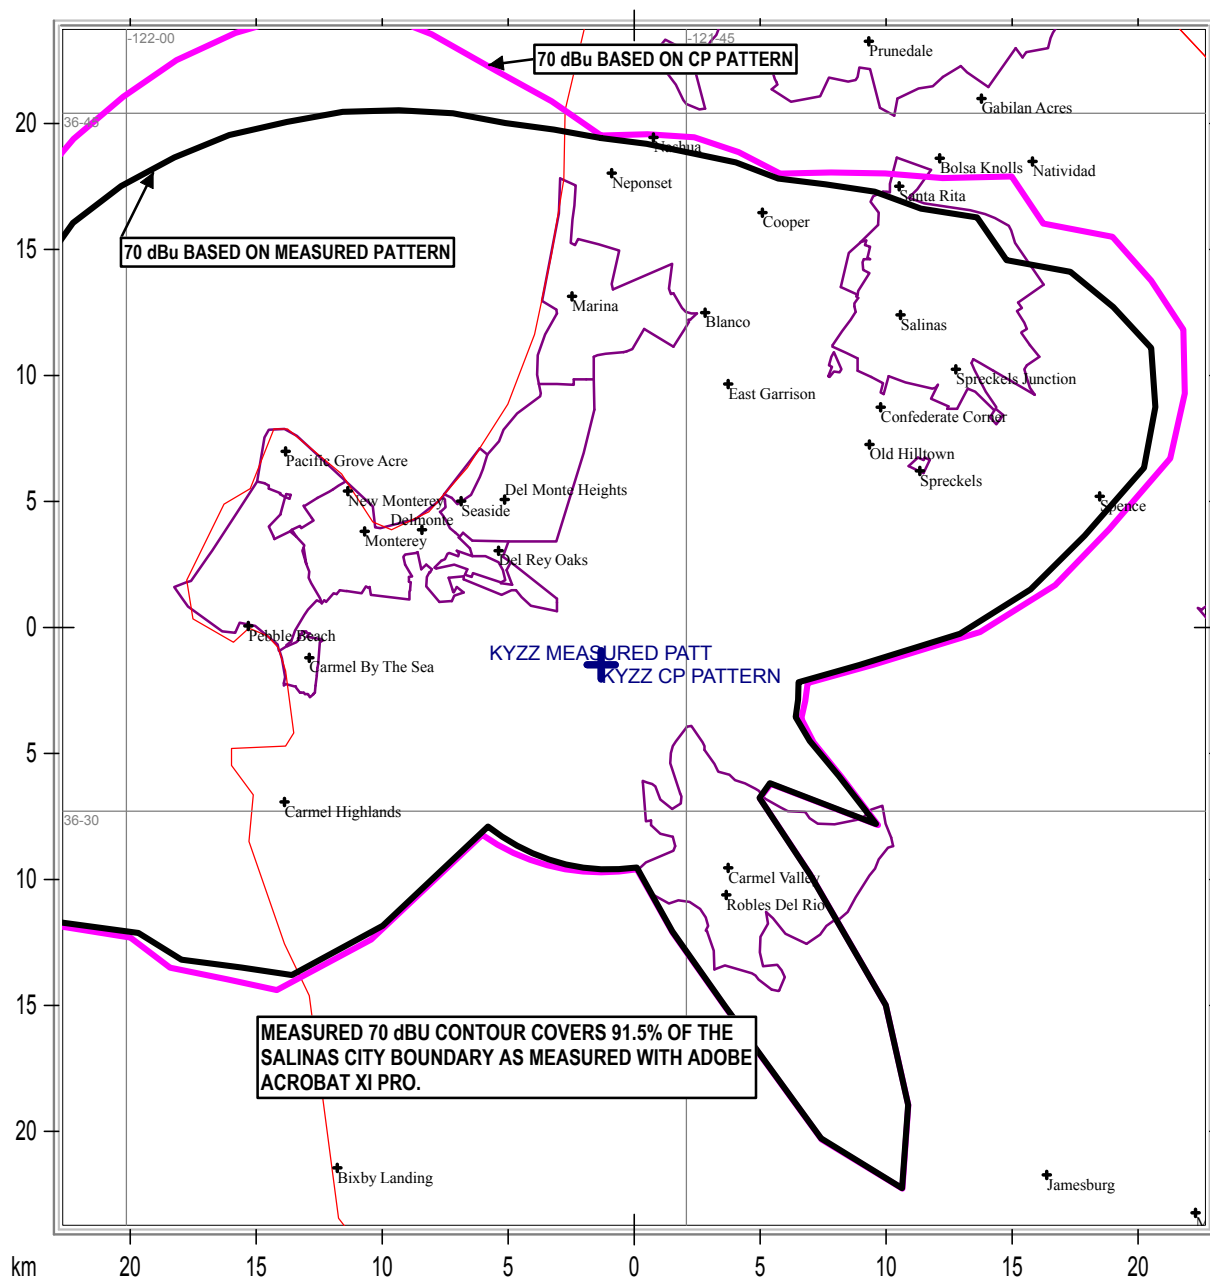 -122-00
-121-45
Prunedale
70 dBu BASED ON CP PATTERN
Gabilan Acres
20
36-45
Nashua
Bolsa Knolls
Natividad
Neponset
Santa Rita
Cooper
15
70 dBu BASED ON MEASURED PATTERN
Marina
Blanco
Salinas
10
Spreckels Junction
East Garrison
Confederate Corner
Old Hilltown
Pacific Grove Acre
Spreckels
New Monterey
Del Monte Heights
5
Seaside
Spence
Delmonte
Monterey
Del Rey Oaks
0
Pebble Beach
Carmel By The Sea
KYZZ MEASURED PATT
KYZZ CP PATTERN
5
Carmel Highlands
36-30
10
Carmel Valley
Robles Del Rio
15
MEASURED 70 dBU CONTOUR COVERS 91.5% OF THE
SALINAS CITY BOUNDARY AS MEASURED WITH ADOBE
ACROBAT XI PRO.
20
Bixby Landing
Jamesburg
km 20 15 10 5 0 5 10 15 20